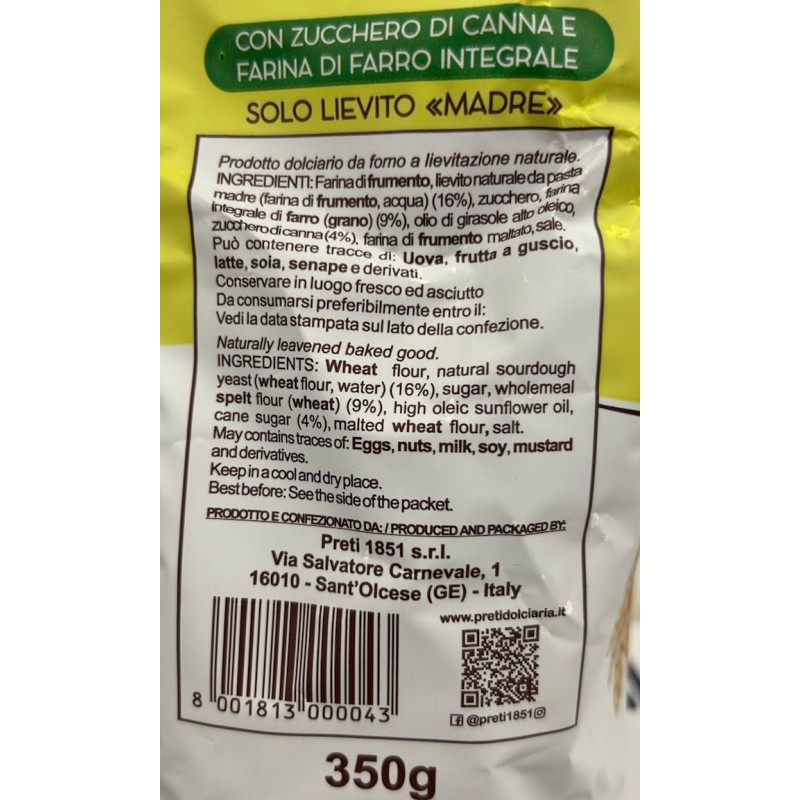 CON ZUCCHERO DI CANNA E
FARINA DI FARRO INTEGRALE
SOLO LIEVITO «MADRE»
Prodotto dolciario da forno a lievitazione naturale.
INGREDIENTI: Farina di frumento, lievito naturale da pasta
madre (farina di frumento, acqua) (16%), zucchero, farina
integrale di farro (grano) (9%), olio di girasole alto oleico,
zucchero di canna (4%), farina di frumento maltato, sale.
Può contenere tracce di: Uova, frutta a guscio,
latte, soia, senape e derivati.
Conservare in luogo fresco ed asciutto
Da consumarsi preferibilmente entro il:
Vedi la data stampata sul lato della confezione.
Naturally leavened baked good.
INGREDIENTS: Wheat flour, natural sourdough
yeast (wheat flour, water) (16%), sugar, wholemeal
spelt flour (wheat) (9%), high oleic sunflower oil,
cane sugar (4%), malted wheat flour, salt.
May contains traces of: Eggs, nuts, milk, soy, mustard
and derivatives.
Keep in a cool and dry place.
Best before: See the side of the packet.
PRODOTTO E CONFEZIONATO DA: / PRODUCED AND PACKAGED BY:
Preti 1851 s.r.l.
Via Salvatore Carnevale, 1
16010 - Sant'Olcese (GE) - Italy
www.pretidolciaria.it
8 001813 000043
@preti1851
350g